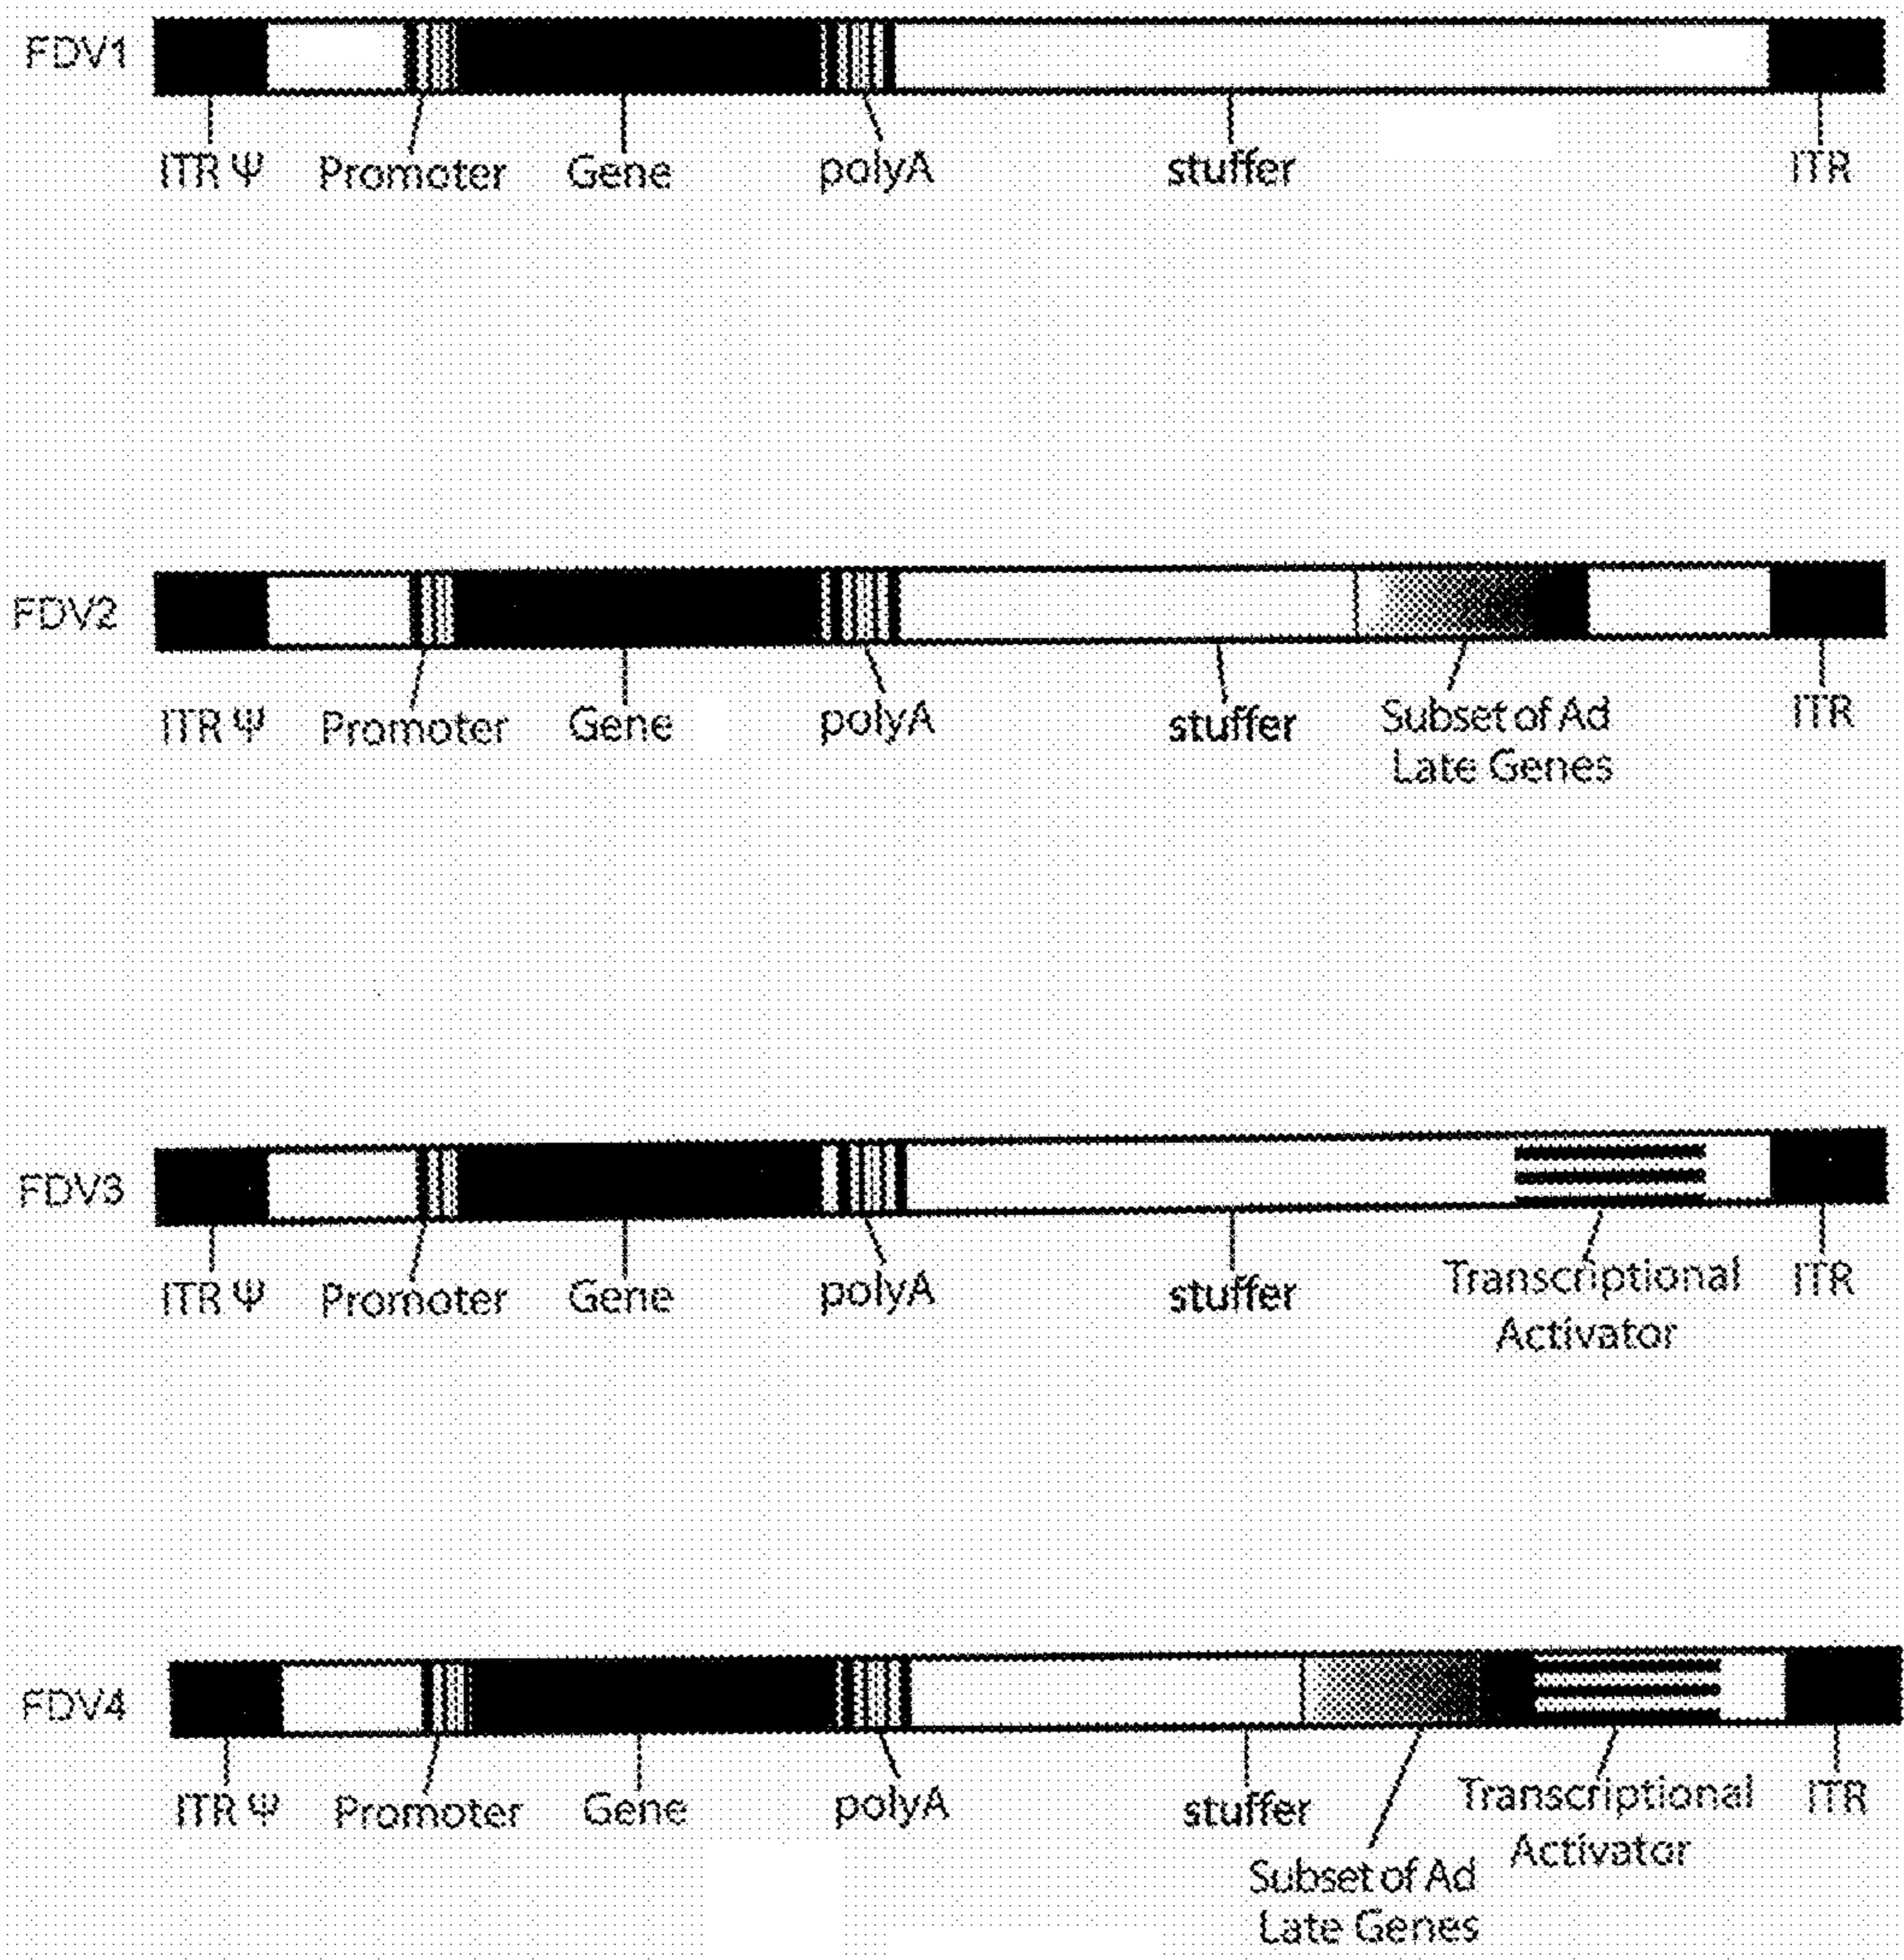 FDV1
ITR Ψ Promoter Gene polyA stuffer ITR
FDV2
ITR Ψ Promoter Gene polyA stuffer Subset of Ad ITR
Late Genes
FDV3
ITR Ψ Promoter Gene polyA stuffer Transcriptional ITR
Activator
FDV4
ITR Ψ Promoter Gene polyA stuffer Transcriptional ITR
Activator
Subset of Ad
Late Genes